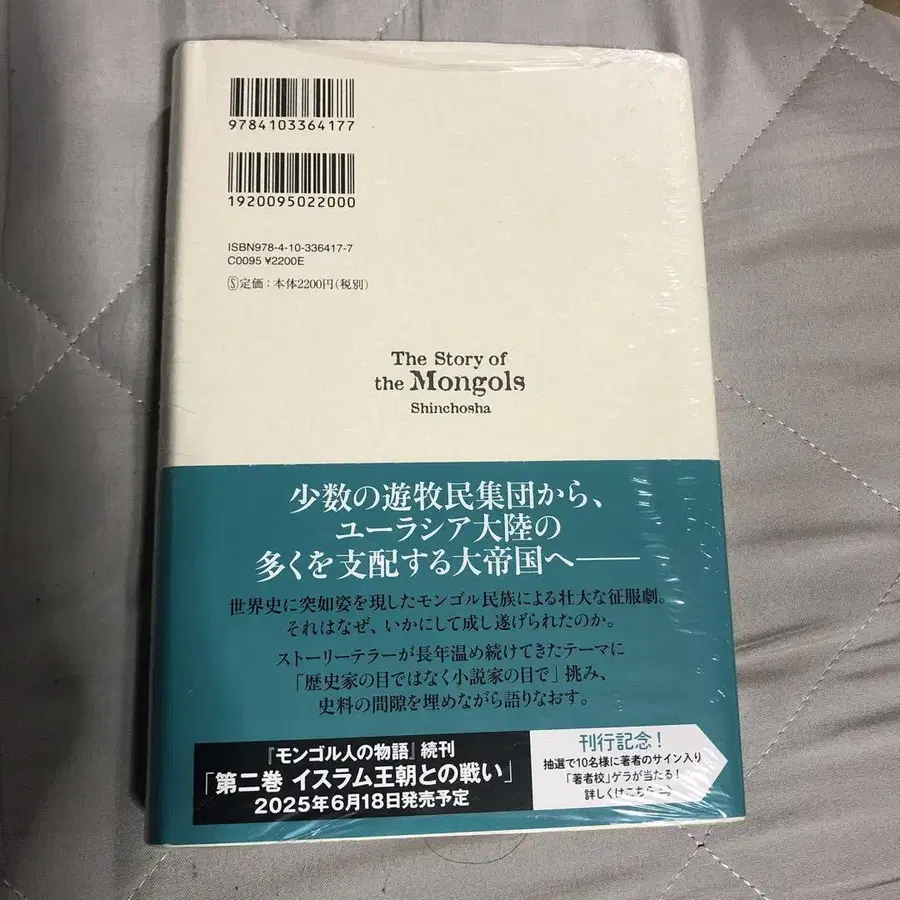 9784103364177
1920095022000
ISBN978-4-10-336417-7
C0095 ¥2200E
Ⓢ定価：本体2200円（税別）
The Story of
the Mongols
Shinchosha
少数の遊牧民集団から、
ユーラシア大陸の
多くを支配する大帝国へ――
世界史に突如姿を現したモンゴル民族による壮大な征服劇。
それはなぜ、いかにして成し遂げられたのか。
ストーリーテラーが長年温め続けてきたテーマに
「歴史家の目ではなく小説家の目で」挑み、
史料の間隙を埋めながら語りなおす。
『モンゴル人の物語』続刊
「第二巻 イスラム王朝との戦い」
2025年6月18日発売予定
刊行記念！
抽選で10名様に著者のサイン入り
「著者校」ゲラが当たる！
詳しくはこちら→